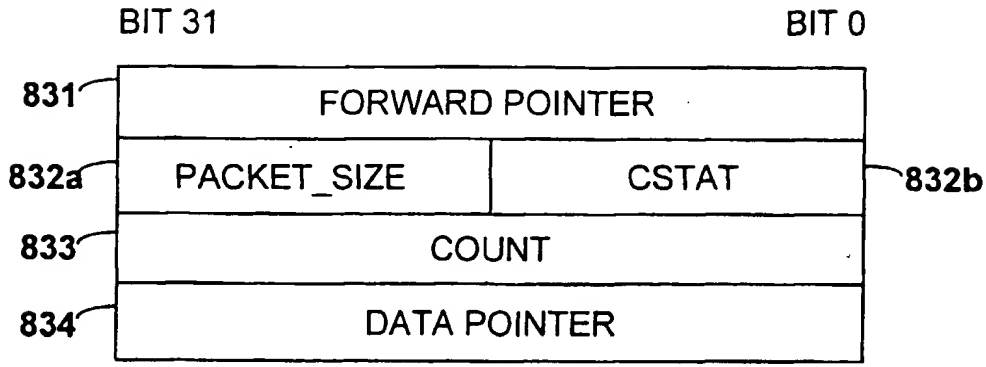 BIT 31 BIT 0
831 FORWARD POINTER
832a PACKET_SIZE CSTAT 832b
833 COUNT
834 DATA POINTER